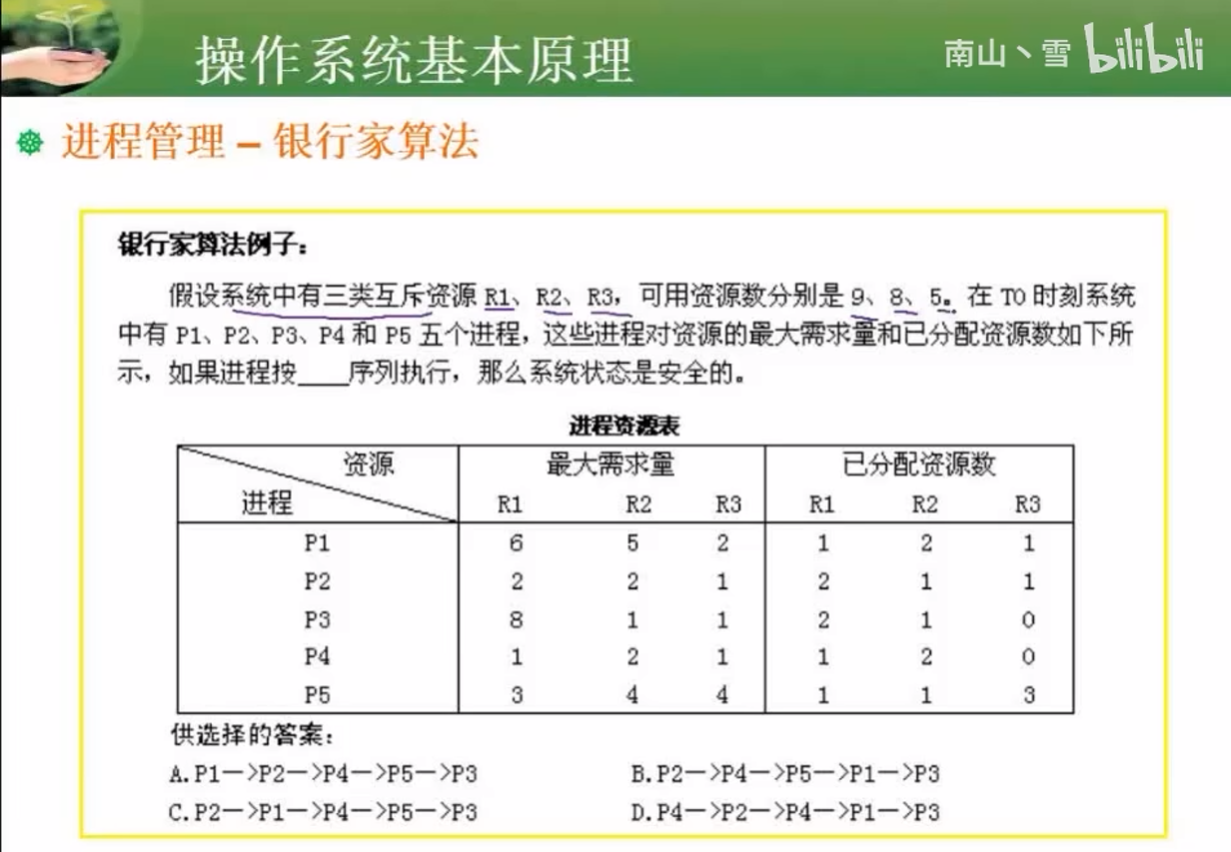 操作系统基本原理
南山丶雪 bilibili
进程管理 – 银行家算法
银行家算法例子：
假设系统中有三类互斥资源 R1、R2、R3，可用资源数分别是 9、8、5。在 T0 时刻系统
中有 P1、P2、P3、P4 和 P5 五个进程，这些进程对资源的最大需求量和已分配资源数如下所
示，如果进程按____序列执行，那么系统状态是安全的。
进程资源表
资源 最大需求量 已分配资源数
进程 R1 R2 R3 R1 R2 R3
P1 6 5 2 1 2 1
P2 2 2 1 2 1 1
P3 8 1 1 2 1 0
P4 1 2 1 1 2 0
P5 3 4 4 1 1 3
供选择的答案：
A.P1—>P2—>P4—>P5—>P3 B.P2—>P4—>P5—>P1—>P3
C.P2—>P1—>P4—>P5—>P3 D.P4—>P2—>P4—>P1—>P3